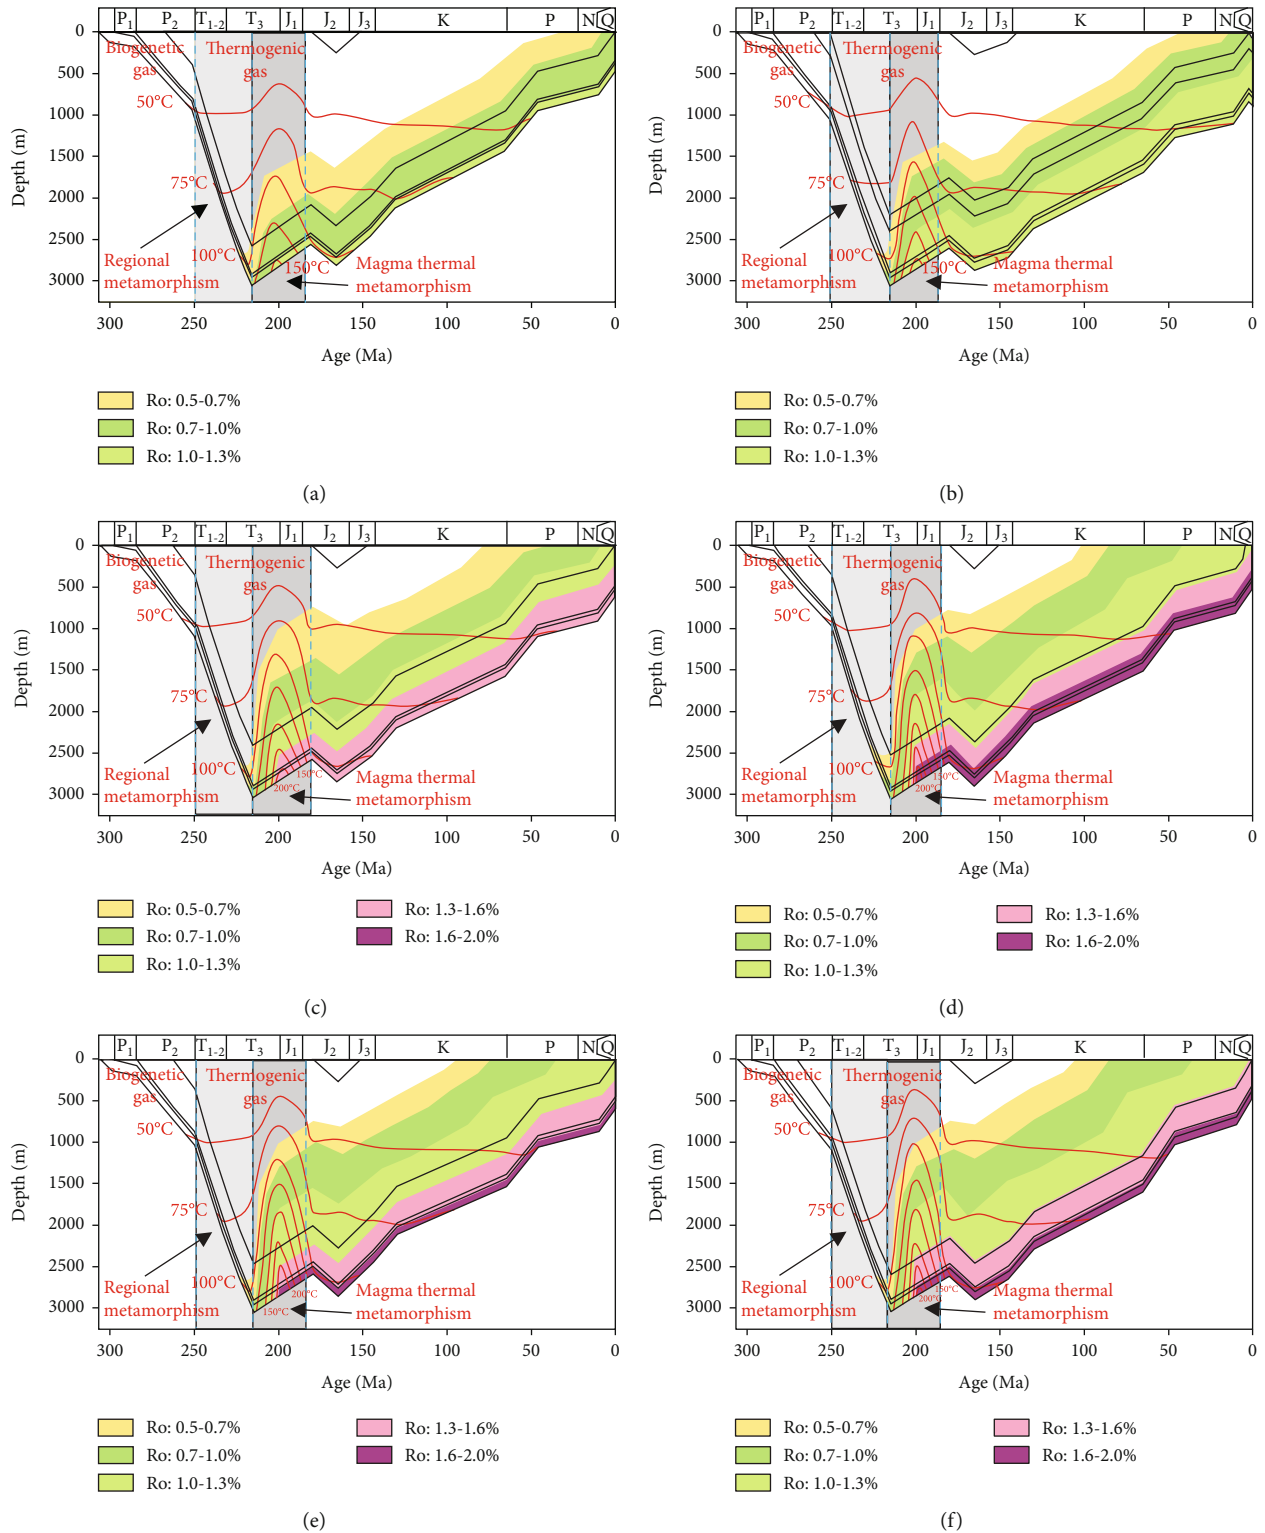 P1 P2 T1-2 T3 J1 J2 J3 K P N Q
0
500
1000
1500
2000
2500
3000
Depth (m)
Biogenetic
gas
Thermogenic
gas
50°C
75°C
100°C
150°C
Regional
metamorphism
Magma thermal
metamorphism
300 250 200 150 100 50 0
Age (Ma)
Ro: 0.5-0.7%
Ro: 0.7-1.0%
Ro: 1.0-1.3%
(a)
P1 P2 T1-2 T3 J1 J2 J3 K P N Q
0
500
1000
1500
2000
2500
3000
Depth (m)
Biogenetic
gas
Thermogenic
gas
50°C
75°C
100°C
150°C
Regional
metamorphism
Magma thermal
metamorphism
300 250 200 150 100 50 0
Age (Ma)
Ro: 0.5-0.7%
Ro: 0.7-1.0%
Ro: 1.0-1.3%
(b)
P1 P2 T1-2 T3 J1 J2 J3 K P N Q
0
500
1000
1500
2000
2500
3000
Depth (m)
Biogenetic
gas
Thermogenic
gas
50°C
75°C
100°C
150°C
200°C
Regional
metamorphism
Magma thermal
metamorphism
300 250 200 150 100 50 0
Age (Ma)
Ro: 0.5-0.7%
Ro: 0.7-1.0%
Ro: 1.0-1.3%
Ro: 1.3-1.6%
Ro: 1.6-2.0%
(c)
P1 P2 T1-2 T3 J1 J2 J3 K P N Q
0
500
1000
1500
2000
2500
3000
Depth (m)
Biogenetic
gas
Thermogenic
gas
50°C
75°C
100°C
150°C
200°C
Regional
metamorphism
Magma thermal
metamorphism
300 250 200 150 100 50 0
Age (Ma)
Ro: 0.5-0.7%
Ro: 0.7-1.0%
Ro: 1.0-1.3%
Ro: 1.3-1.6%
Ro: 1.6-2.0%
(d)
P1 P2 T1-2 T3 J1 J2 J3 K P N Q
0
500
1000
1500
2000
2500
3000
Depth (m)
Biogenetic
gas
Thermogenic
gas
50°C
75°C
100°C
200°C
150°C
Regional
metamorphism
Magma thermal
metamorphism
300 250 200 150 100 50 0
Age (Ma)
Ro: 0.5-0.7%
Ro: 0.7-1.0%
Ro: 1.0-1.3%
Ro: 1.3-1.6%
Ro: 1.6-2.0%
(e)
P1 P2 T1-2 T3 J1 J2 J3 K P N Q
0
500
1000
1500
2000
2500
3000
Depth (m)
Biogenetic
gas
Thermogenic
gas
50°C
75°C
100°C
150°C
200°C
Regional
metamorphism
Magma thermal
metamorphism
300 250 200 150 100 50 0
Age (Ma)
Ro: 0.5-0.7%
Ro: 0.7-1.0%
Ro: 1.0-1.3%
Ro: 1.3-1.6%
Ro: 1.6-2.0%
(f)